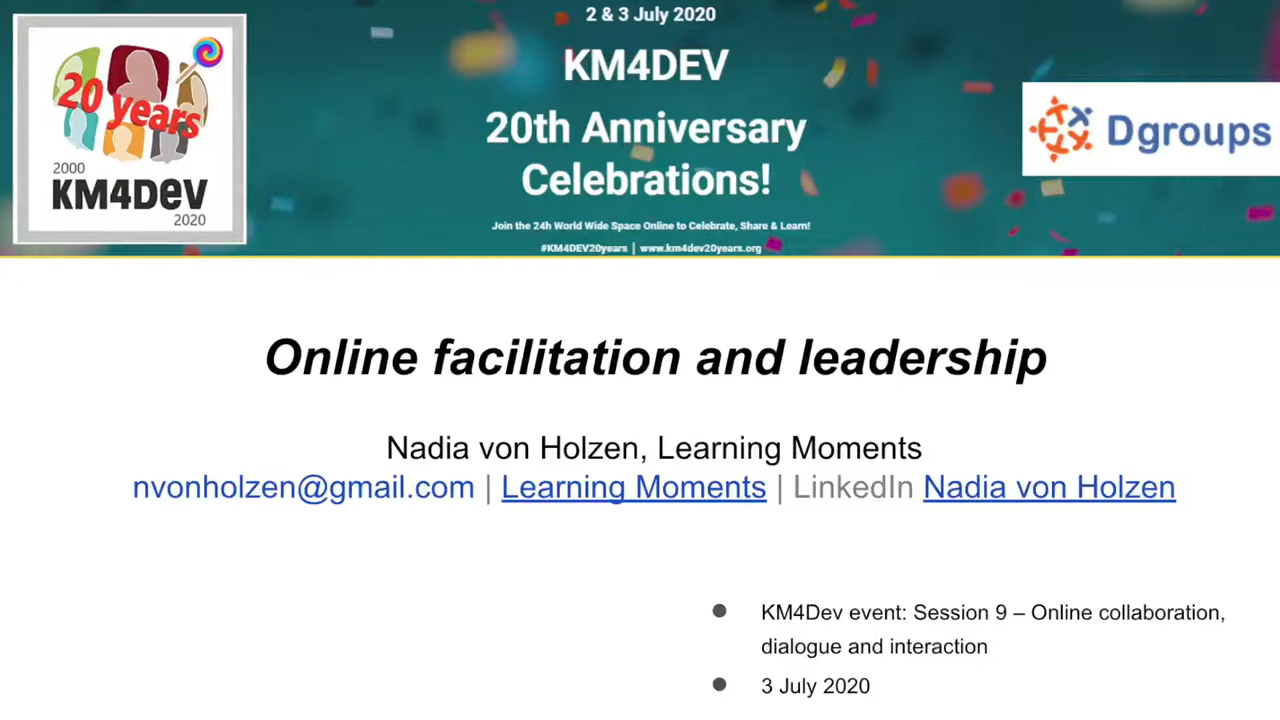 2 & 3 July 2020
KM4DEV
20th Anniversary
Celebrations!
Join the 24h World Wide Space Online to Celebrate, Share & Learn!
#KM4DEV20years | www.km4dev20years.org
20 years
2000
KM4DeV
2020
Dgroups
Online facilitation and leadership
Nadia von Holzen, Learning Moments
nvonholzen@gmail.com | Learning Moments | LinkedIn Nadia von Holzen
● KM4Dev event: Session 9 – Online collaboration,
dialogue and interaction
● 3 July 2020